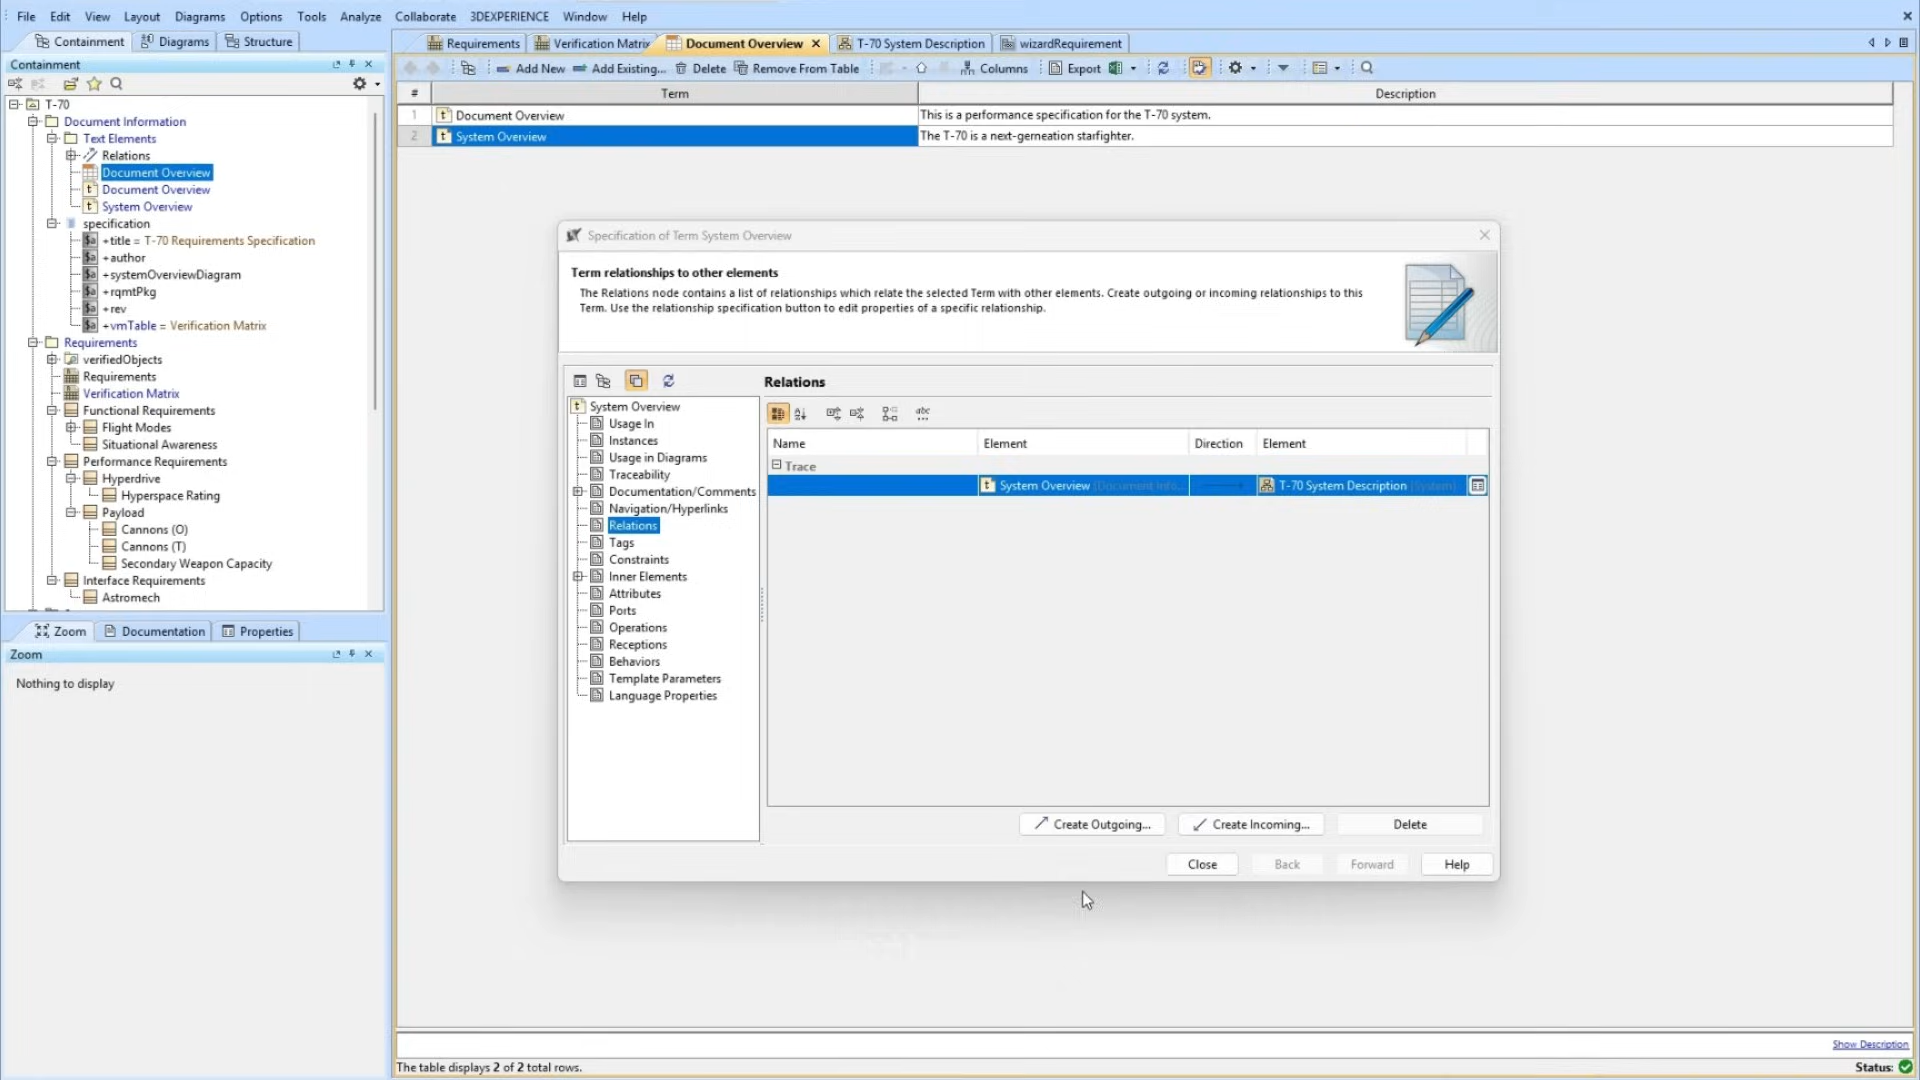 File Edit View Layout Diagrams Options Tools Analyze Collaborate 3DEXPERIENCE Window Help
Containment Diagrams Structure
Requirements Verification Matrix Document Overview T-70 System Description wizardRequirement
Containment
Add New Add Existing... Delete Remove From Table Columns Export
# Term Description
1 Document Overview This is a performance specification for the T-70 system.
2 System Overview The T-70 is a next-gerneation starfighter.
T-70
Document Information
Text Elements
Relations
Document Overview
Document Overview
System Overview
specification
+title = T-70 Requirements Specification
+author
+systemOverviewDiagram
+rqmtPkg
+rev
+vmTable = Verification Matrix
Requirements
verifiedObjects
Requirements
Verification Matrix
Functional Requirements
Flight Modes
Situational Awareness
Performance Requirements
Hyperdrive
Hyperspace Rating
Payload
Cannons (O)
Cannons (T)
Secondary Weapon Capacity
Interface Requirements
Astromech
Zoom Documentation Properties
Zoom
Nothing to display
Specification of Term System Overview
Term relationships to other elements
The Relations node contains a list of relationships which relate the selected Term with other elements. Create outgoing or incoming relationships to this
Term. Use the relationship specification button to edit properties of a specific relationship.
System Overview
Usage In
Instances
Usage in Diagrams
Traceability
Documentation/Comments
Navigation/Hyperlinks
Relations
Tags
Constraints
Inner Elements
Attributes
Ports
Operations
Receptions
Behaviors
Template Parameters
Language Properties
Relations
Name Element Direction Element
Trace
System Overview [Document Info... T-70 System Description [System]
Create Outgoing... Create Incoming... Delete
Close Back Forward Help
Show Description
The table displays 2 of 2 total rows.
Status: